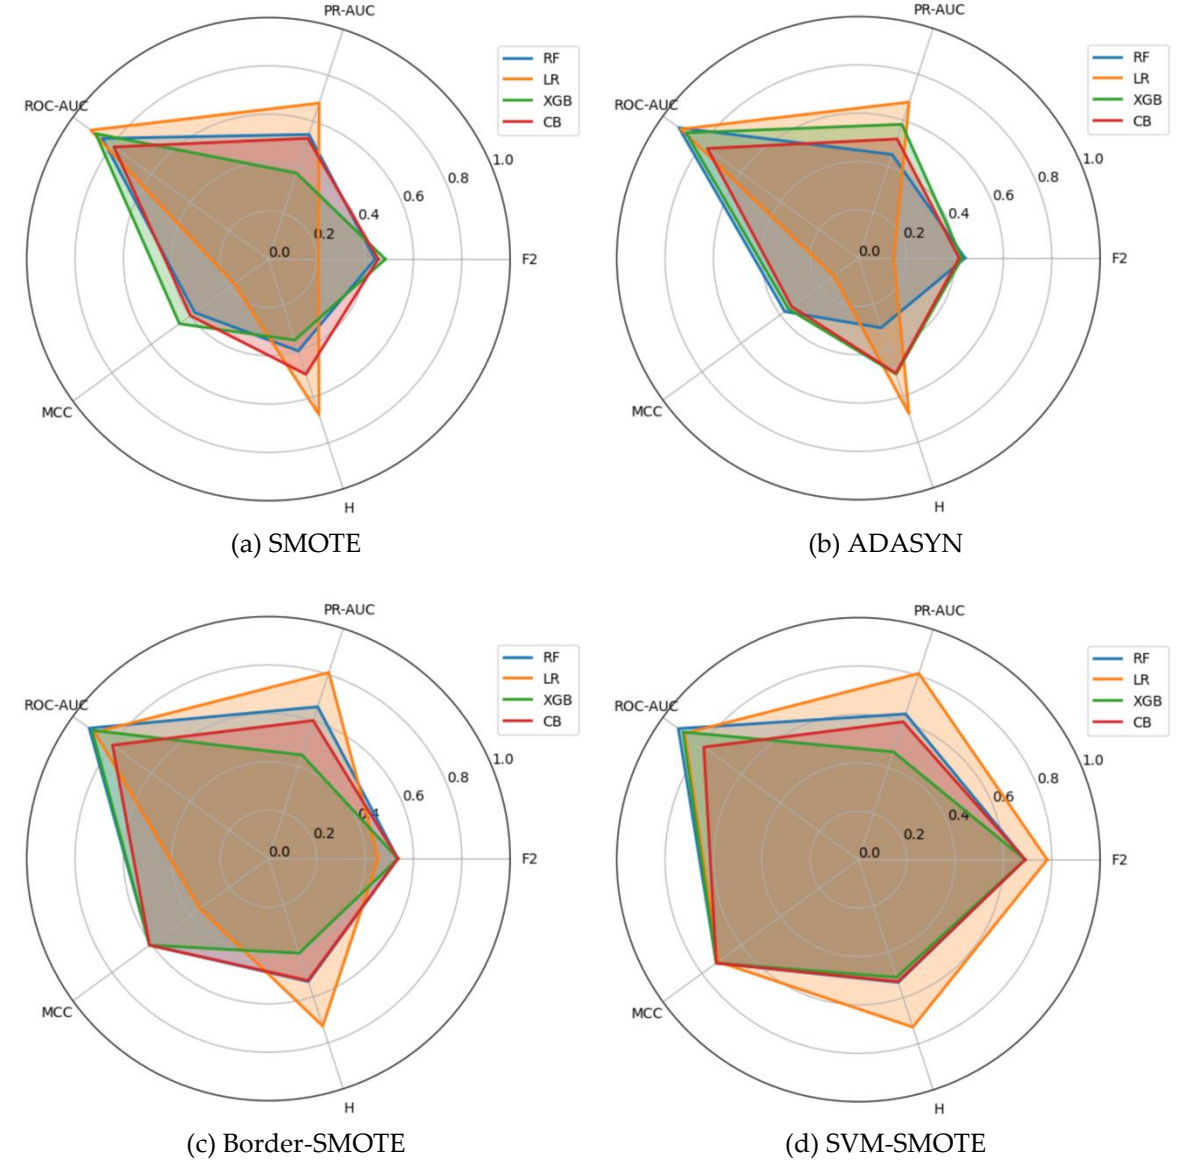 PR-AUC
RF
LR
XGB
CB
ROC-AUC
1.0
0.8
0.6
0.4
0.2
0.0
F2
MCC
H
(a) SMOTE
PR-AUC
RF
LR
XGB
CB
ROC-AUC
1.0
0.8
0.6
0.4
0.2
0.0
F2
MCC
H
(b) ADASYN
PR-AUC
RF
LR
XGB
CB
ROC-AUC
1.0
0.8
0.6
0.4
0.2
0.0
F2
MCC
H
(c) Border-SMOTE
PR-AUC
RF
LR
XGB
CB
ROC-AUC
1.0
0.8
0.6
0.4
0.2
0.0
F2
MCC
H
(d) SVM-SMOTE